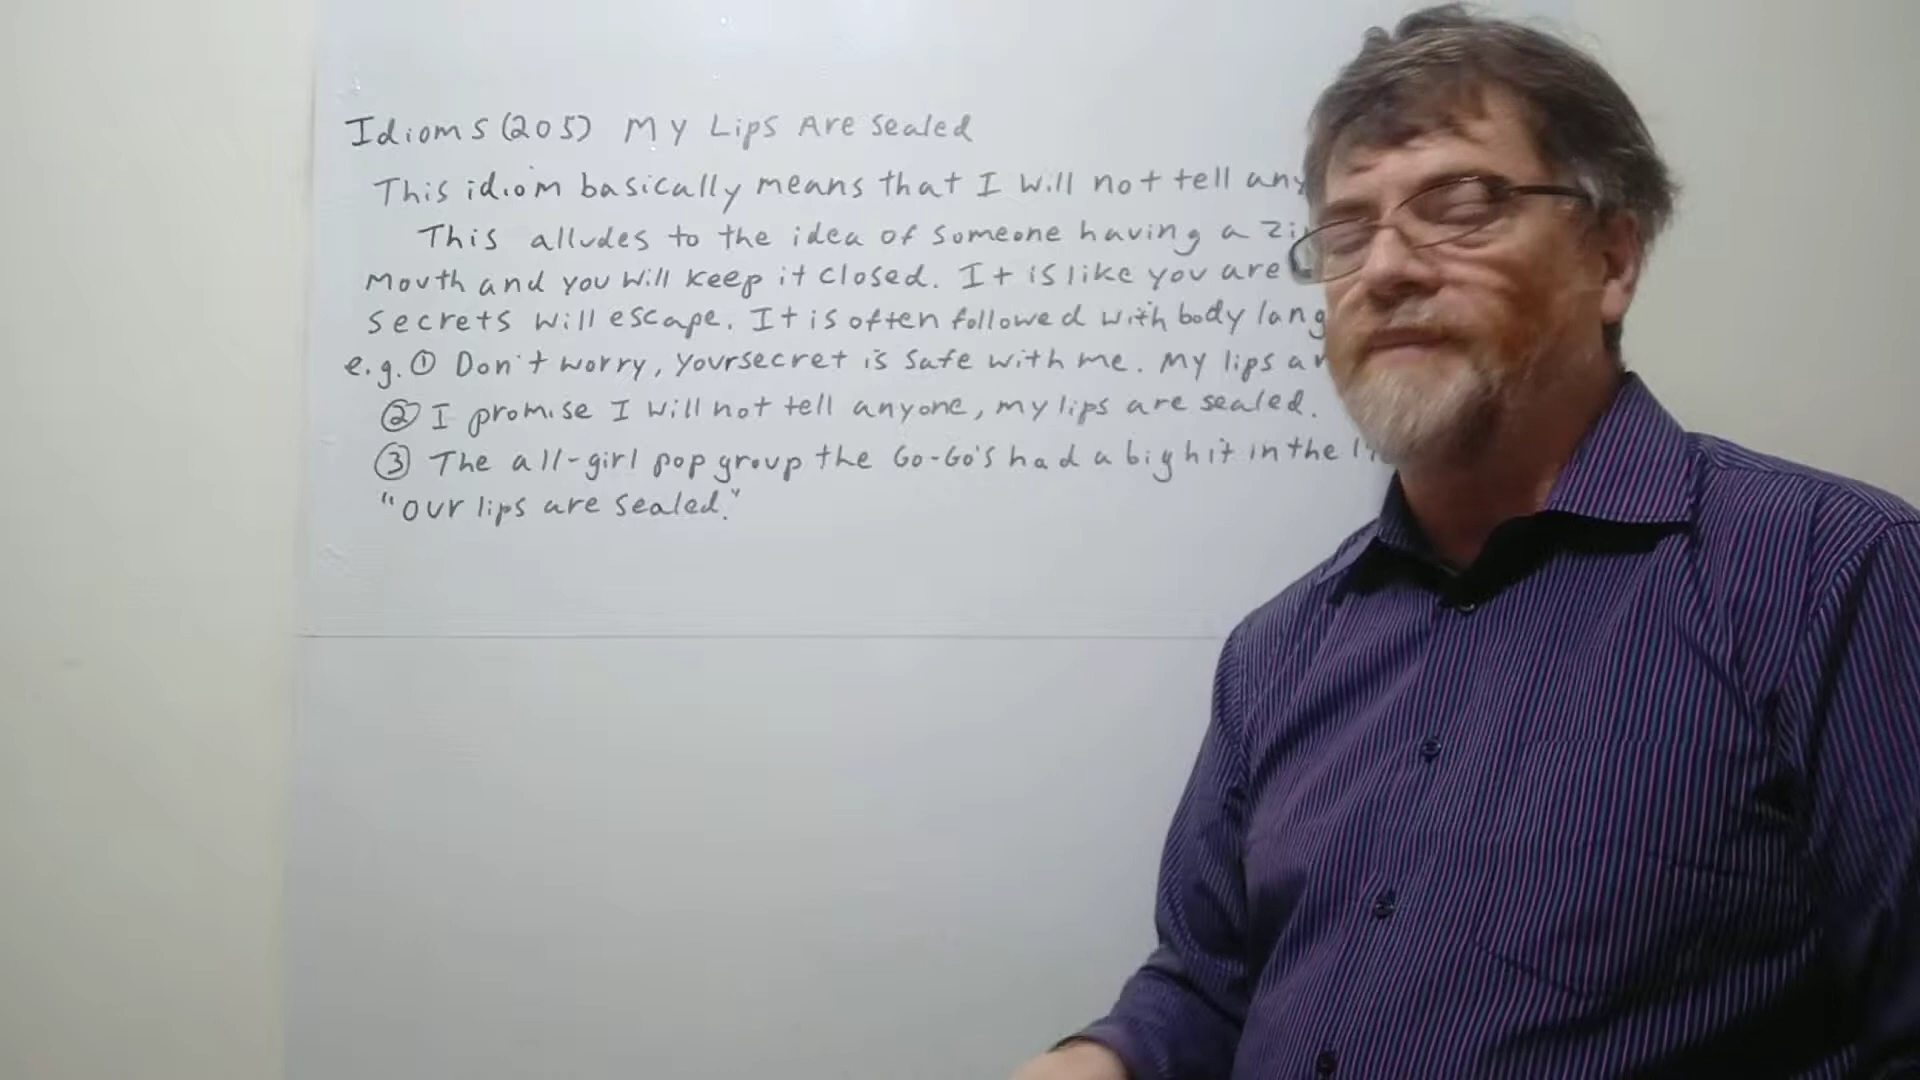 Idioms (205) My Lips Are Sealed
This idiom basically means that I will not tell
This alludes to the idea of someone having a
mouth and you will keep it closed. It is like you are
secrets will escape. It is often followed with body
e.g. ① Don't worry, your secret is safe with me. My lips
② I promise I will not tell anyone, my lips are sealed.
③ The all-girl pop group the Go-Go's had a big hit in the
"Our lips are sealed."